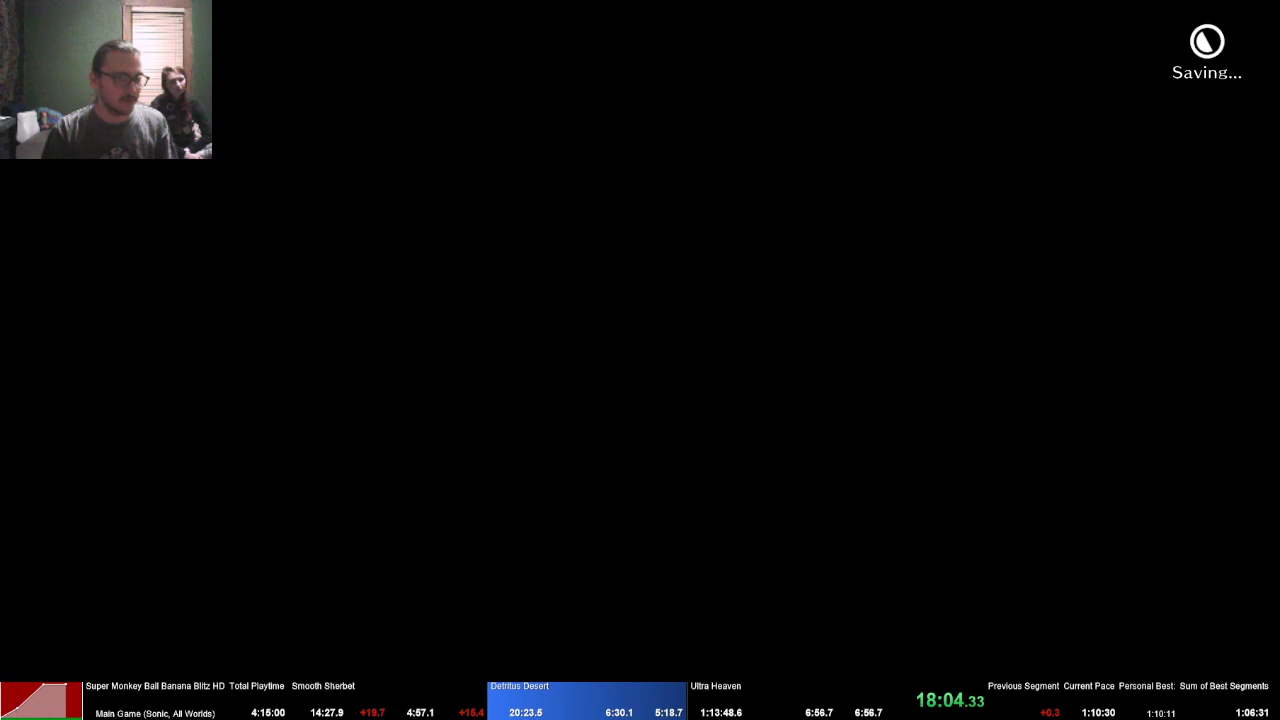 Saving...
Super Monkey Ball Banana Blitz HD Total Playtime Smooth Sherbet Detritus Desert Ultra Heaven Previous Segment Current Pace Personal Best: Sum of Best Segments
18:04.33
Main Game (Sonic, All Worlds) 4:15:00 14:27.9 +19.7 4:57.1 +15.4 20:23.5 6:30.1 5:18.7 1:13:48.6 6:56.7 6:56.7 +0.3 1:10:30 1:10:11 1:06:31